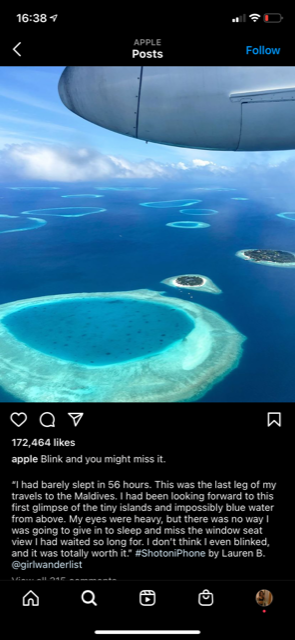 16:38
APPLE
Posts
Follow
172,464 likes
apple Blink and you might miss it.
"I had barely slept in 56 hours. This was the last leg of my
travels to the Maldives. I had been looking forward to this
first glimpse of the tiny islands and impossibly blue water
from above. My eyes were heavy, but there was no way I
was going to give in to sleep and miss the window seat
view I had waited so long for. I don't think I even blinked,
and it was totally worth it." #ShotoniPhone by Lauren B.
@girlwanderlist
View all 315 comments